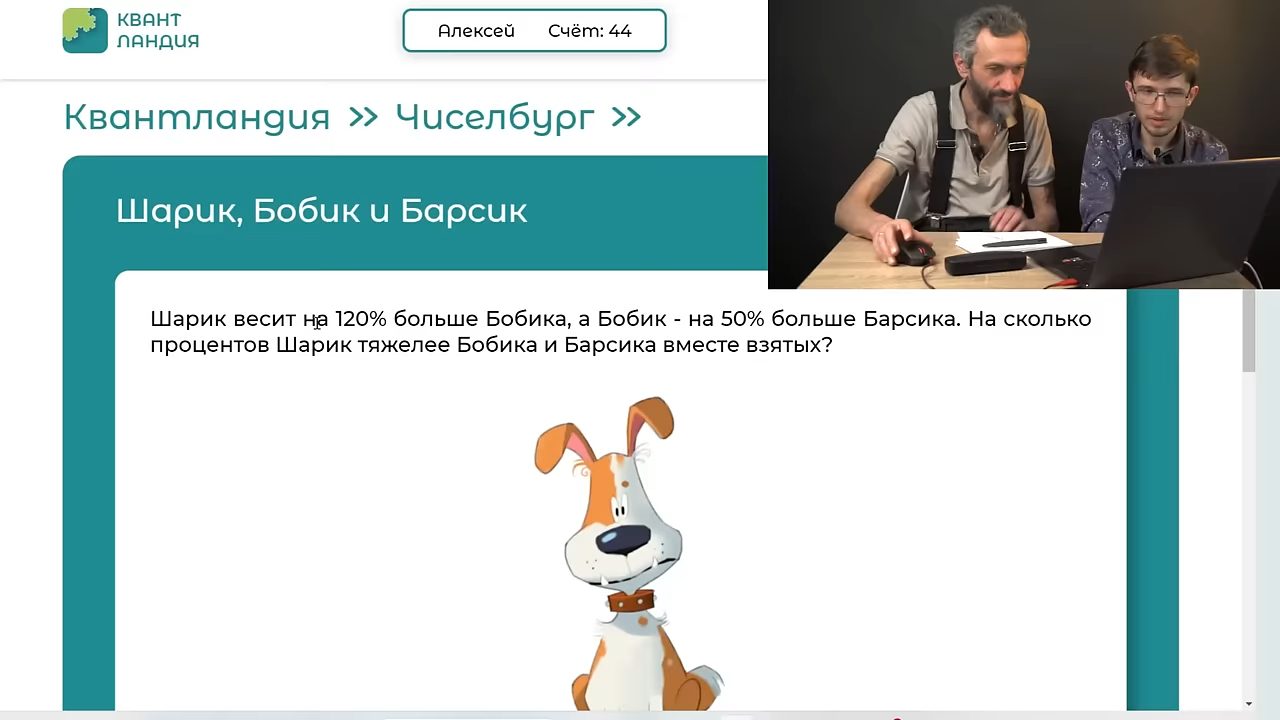 КВАНТ
ЛАНДИЯ
Алексей Счёт: 44
Квантландия >> Чиселбург >>
Шарик, Бобик и Барсик
Шарик весит на 120% больше Бобика, а Бобик - на 50% больше Барсика. На сколько
процентов Шарик тяжелее Бобика и Барсика вместе взятых?